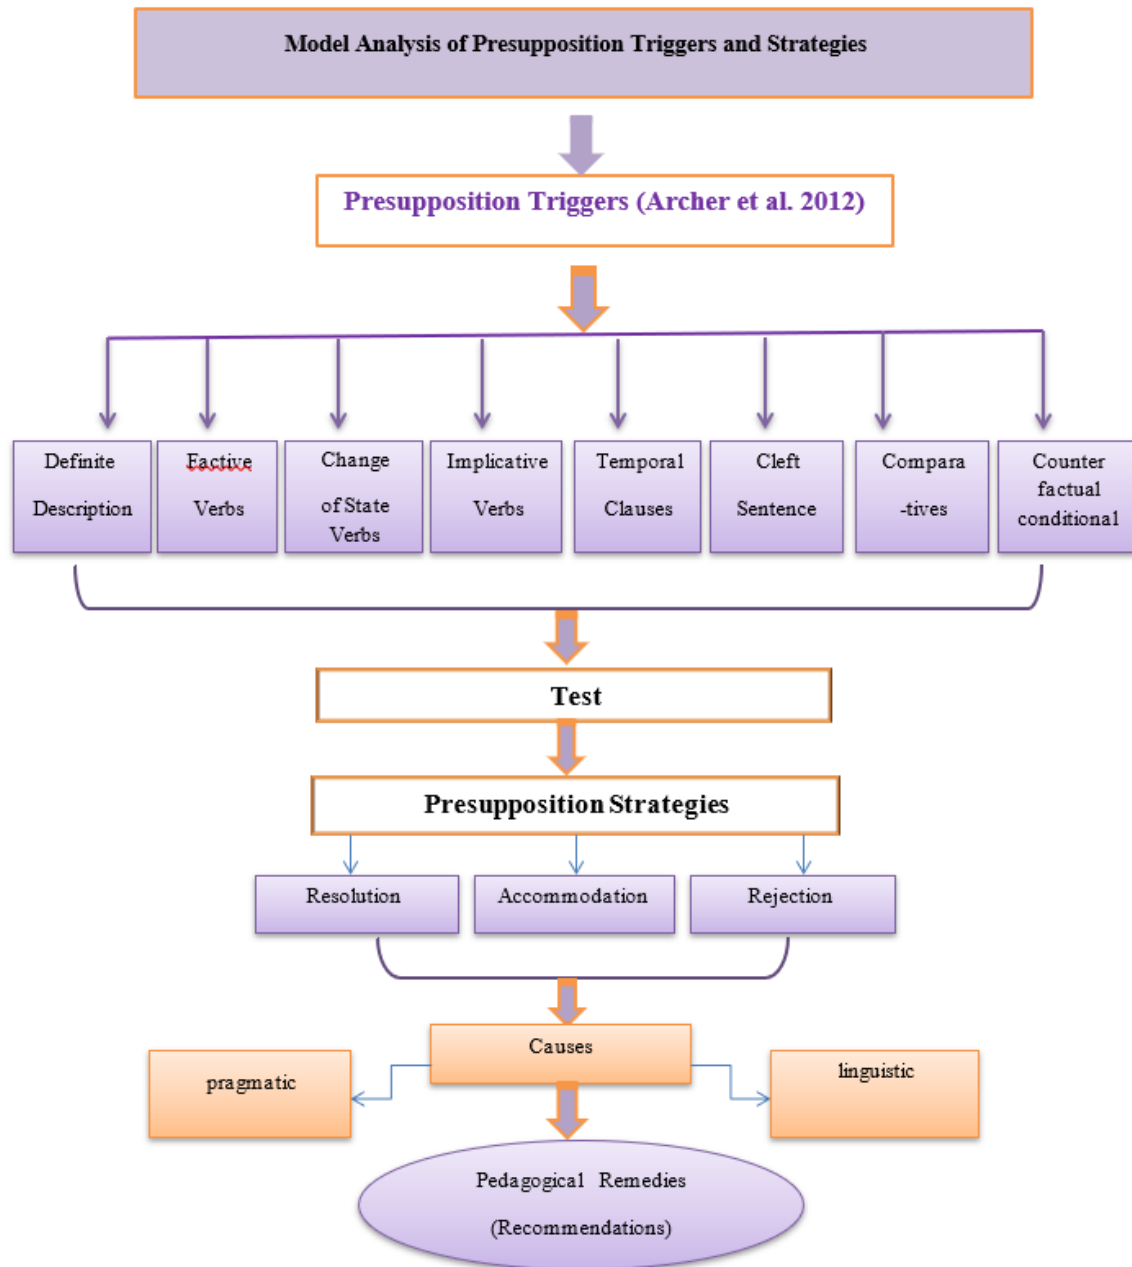 Model Analysis of Presupposition Triggers and Strategies
Presupposition Triggers (Archer et al. 2012)
Definite
Description
Factive
Verbs
Change
of State
Verbs
Implicative
Verbs
Temporal
Clauses
Cleft
Sentence
Compara
-tives
Counter
factual
conditional
Test
Presupposition Strategies
Resolution
Accommodation
Rejection
Causes
pragmatic
linguistic
Pedagogical Remedies
(Recommendations)